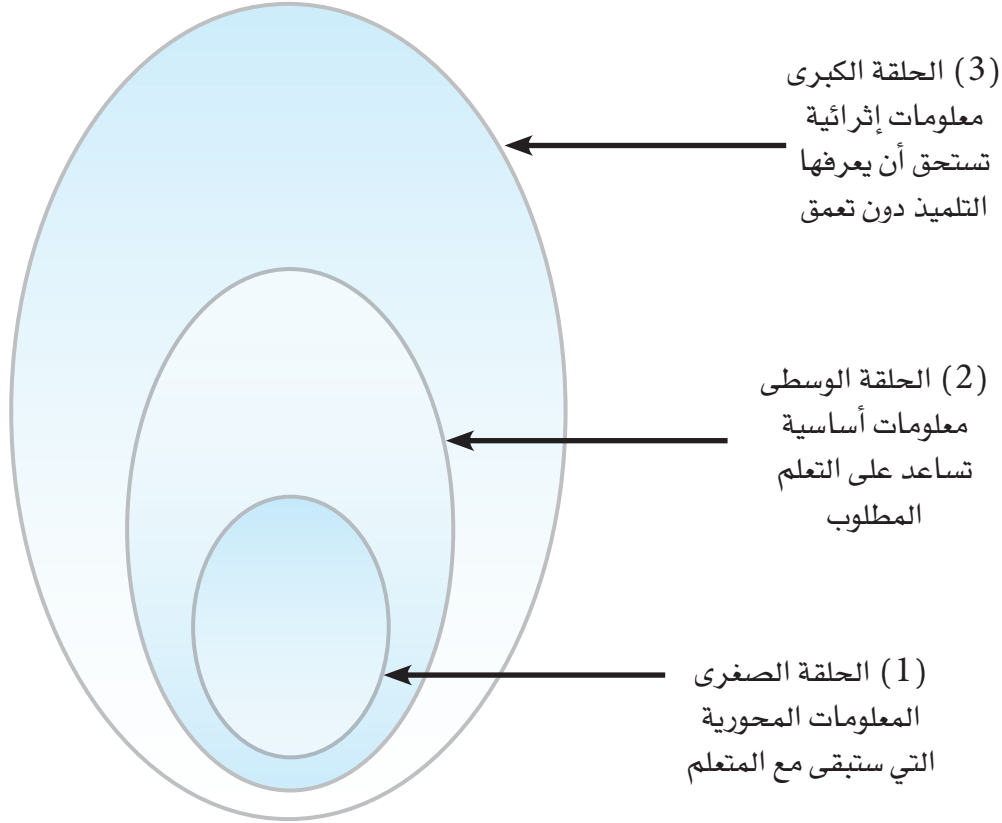 (3) الحلقة الكبرى
معلومات إثرائية
تستحق أن يعرفها
التلميذ دون تعمق
(2) الحلقة الوسطى
معلومات أساسية
تساعد على التعلم
المطلوب
(1) الحلقة الصغرى
المعلومات المحورية
التي ستبقى مع المتعلم